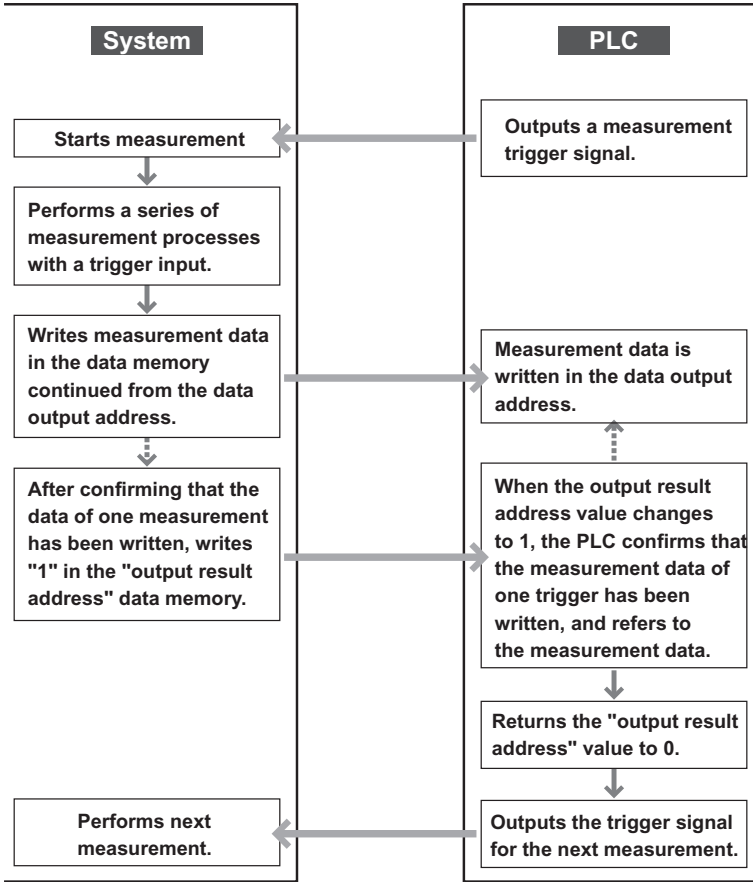 System
PLC
Starts measurement
Outputs a measurement
trigger signal.
Performs a series of
measurement processes
with a trigger input.
Writes measurement data
in the data memory
continued from the data
output address.
Measurement data is
written in the data output
address.
After confirming that the
data of one measurement
has been written, writes
"1" in the "output result
address" data memory.
When the output result
address value changes
to 1, the PLC confirms that
the measurement data of
one trigger has been
written, and refers to
the measurement data.
Returns the "output result
address" value to 0.
Performs next
measurement.
Outputs the trigger signal
for the next measurement.